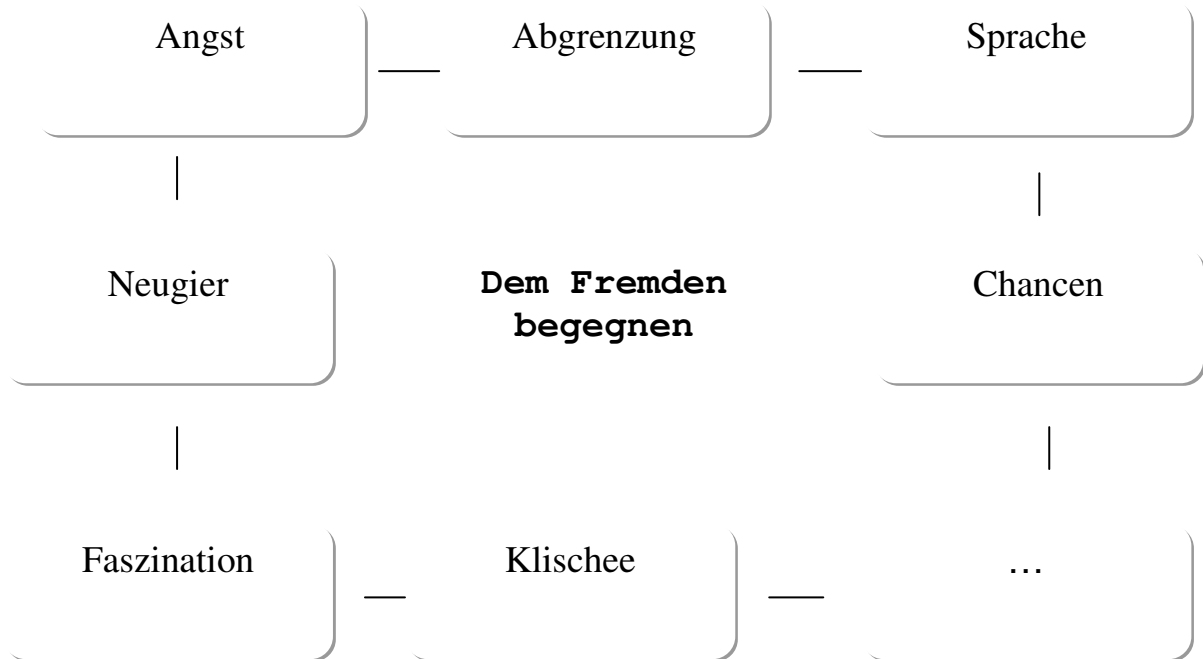 Angst
Abgrenzung
Sprache
Neugier
Dem Fremden
begegnen
Chancen
Faszination
Klischee
…